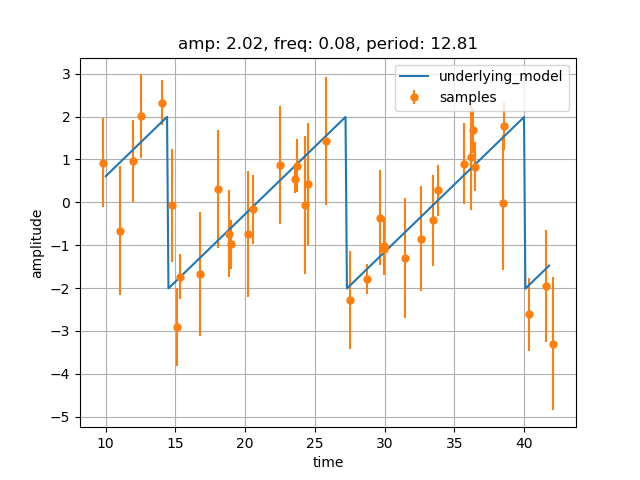 amp: 2.02, freq: 0.08, period: 12.81
underlying_model
samples
3
2
1
0
−1
−2
−3
−4
−5
amplitude
10 15 20 25 30 35 40
time